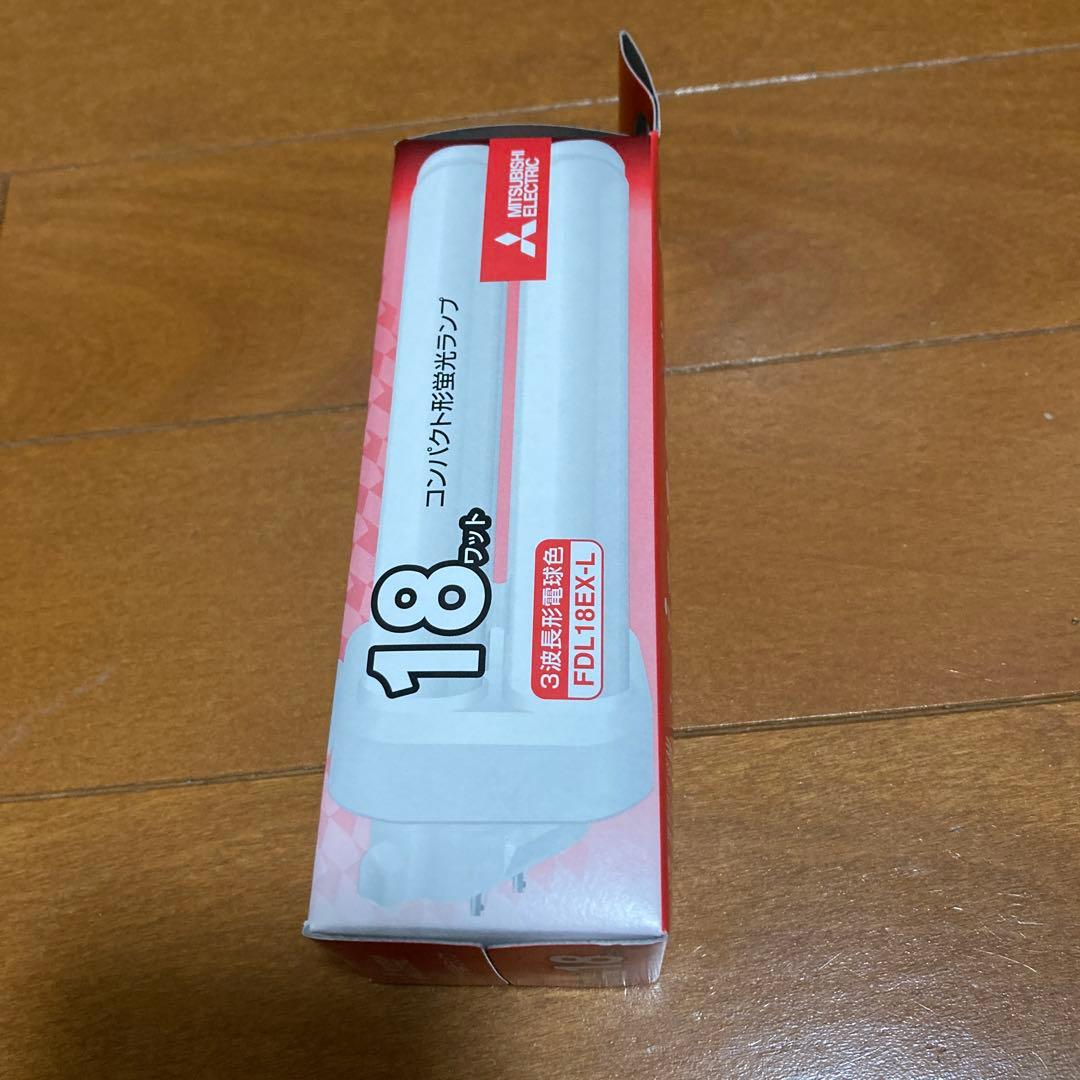 MITSUBISHI
ELECTRIC
コンパクト形蛍光ランプ
18ワット
3波長形電球色
FDL18EX-L
18